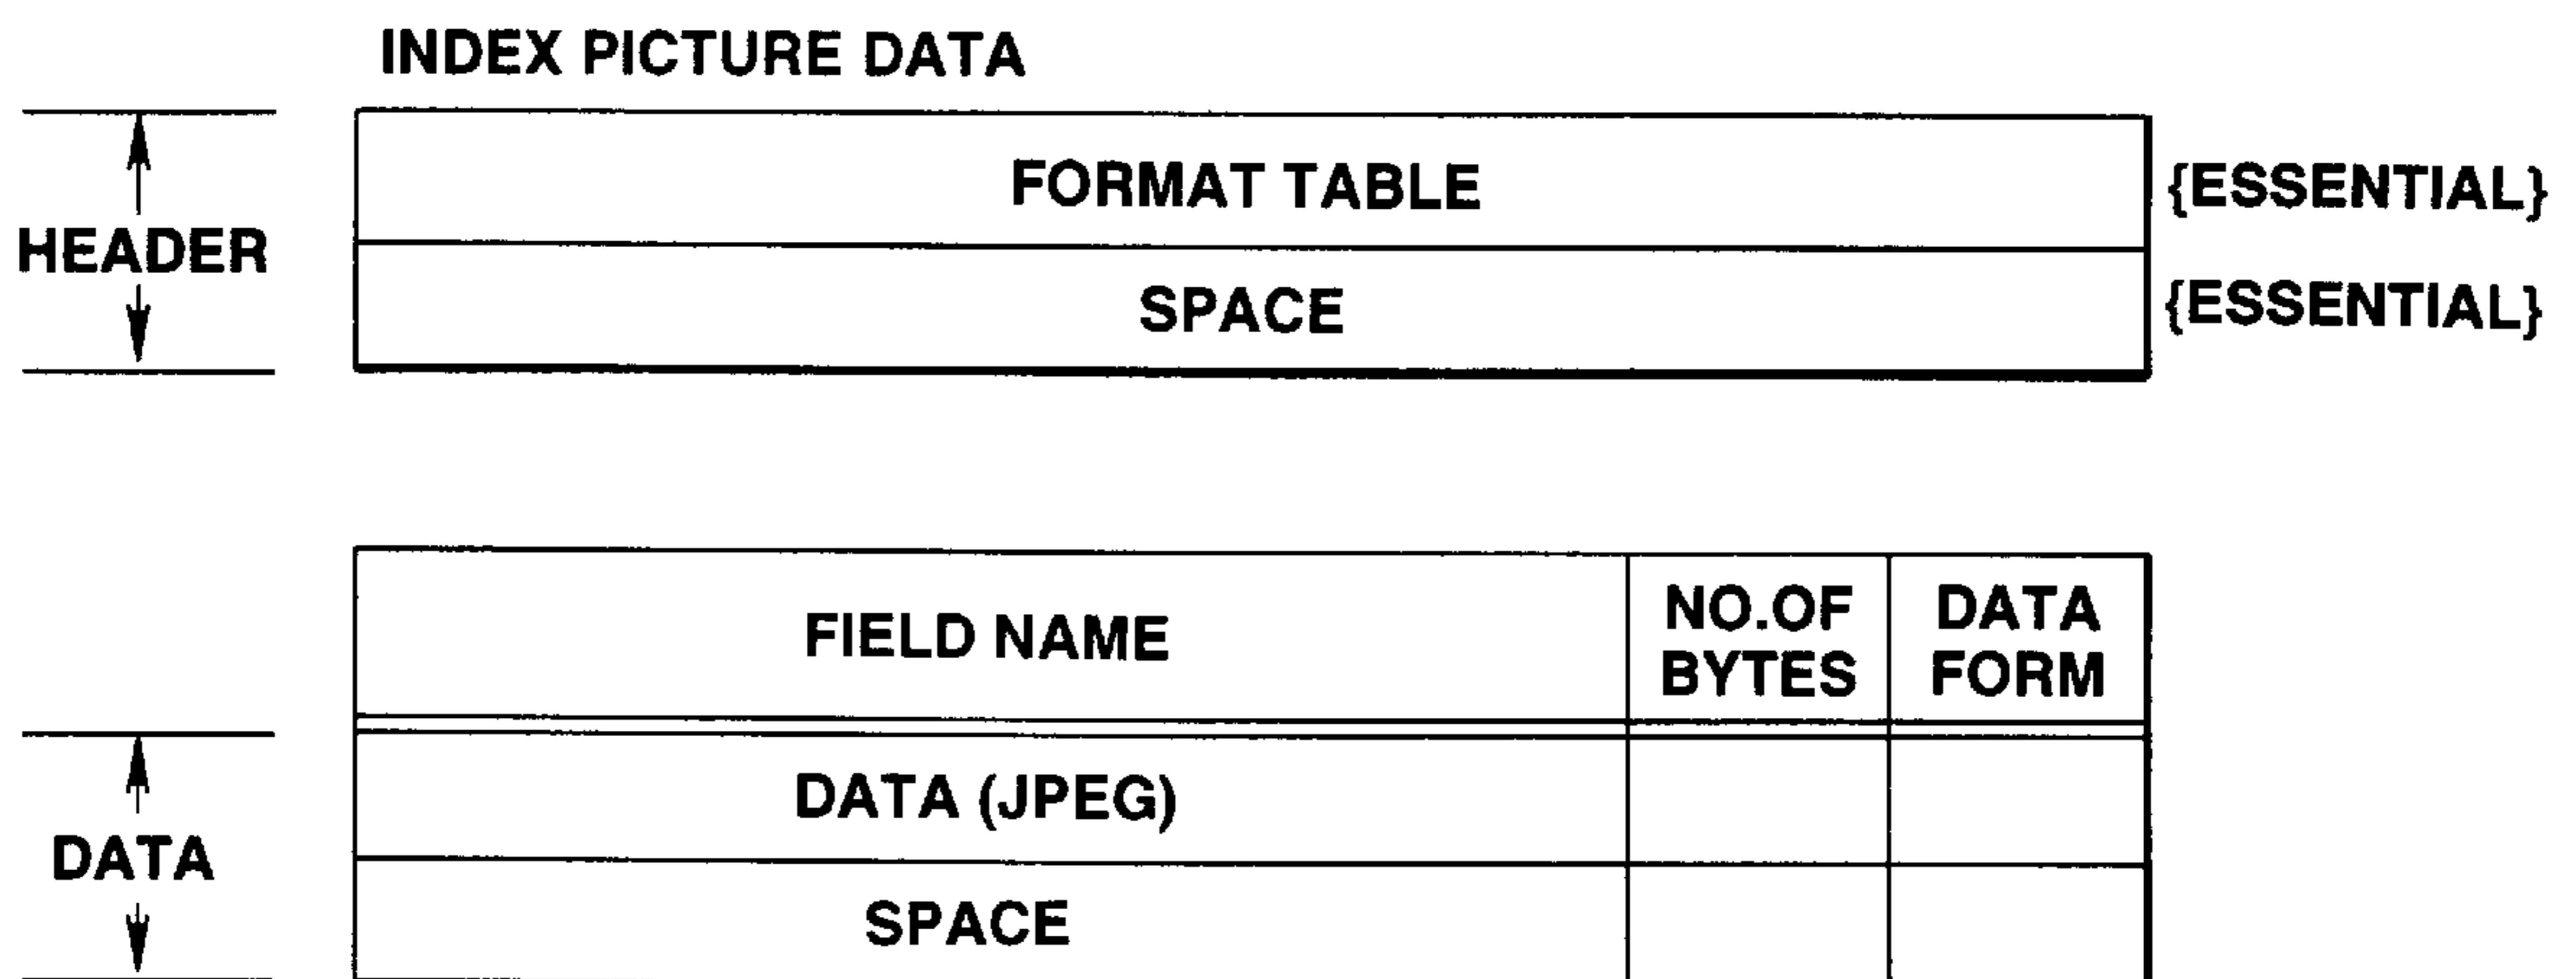 INDEX PICTURE DATA
FORMAT TABLE {ESSENTIAL}
HEADER
SPACE {ESSENTIAL}
FIELD NAME
NO.OF
BYTES
DATA
FORM
DATA (JPEG)
DATA
SPACE